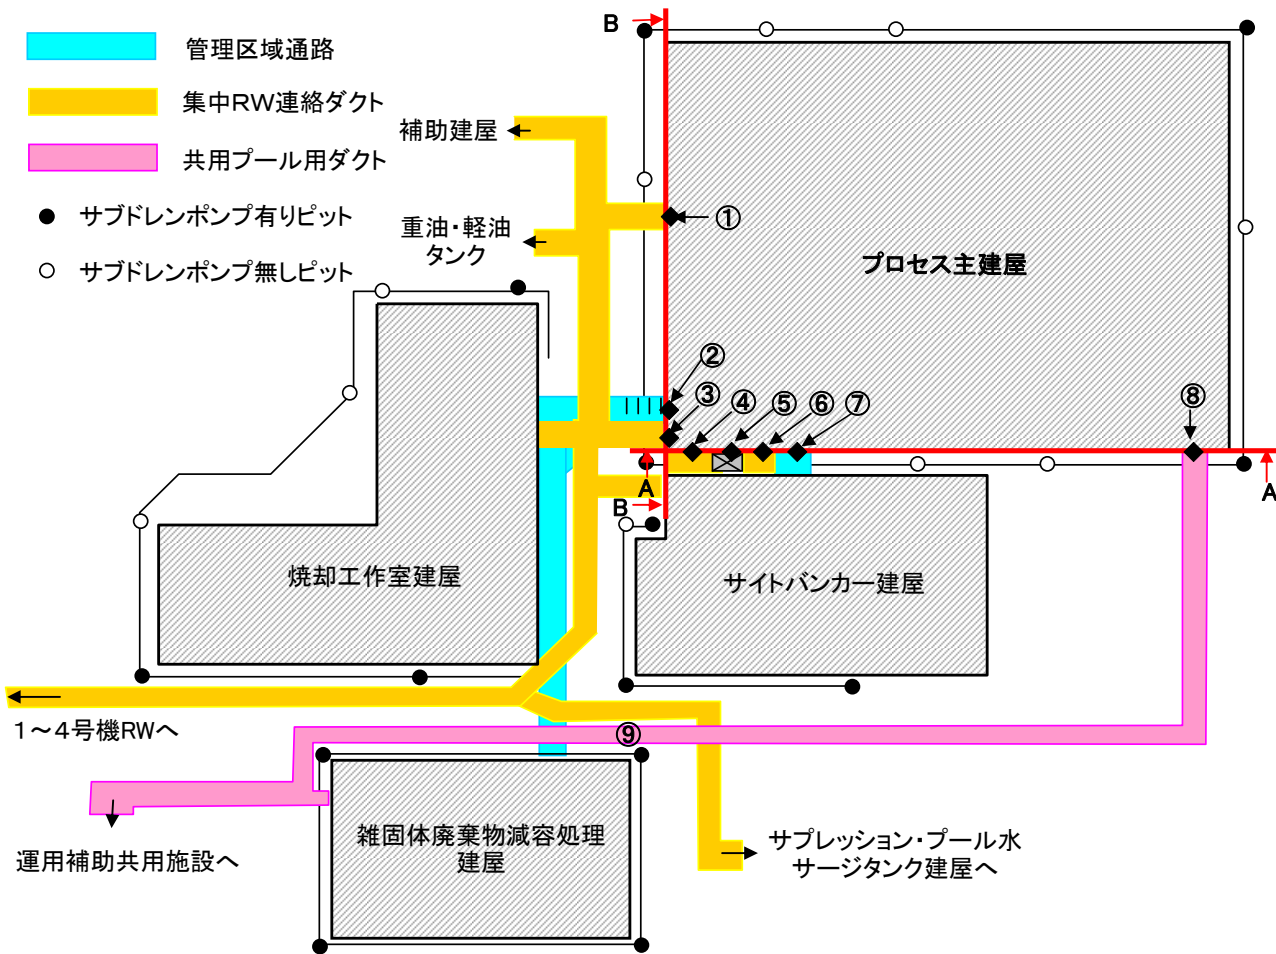 B
管理区域通路
集中RW連絡ダクト
補助建屋
共用プール用ダクト
サブドレンポンプ有りピット
①
重油・軽油
タンク
サブドレンポンプ無しピット
プロセス主建屋
②
③
④
⑤
⑥
⑦
⑧
A
A
B
焼却工作室建屋
サイトバンカー建屋
1～4号機RWへ
⑨
雑固体廃棄物減容処理
建屋
サプレッション・プール水
サージタンク建屋へ
運用補助共用施設へ